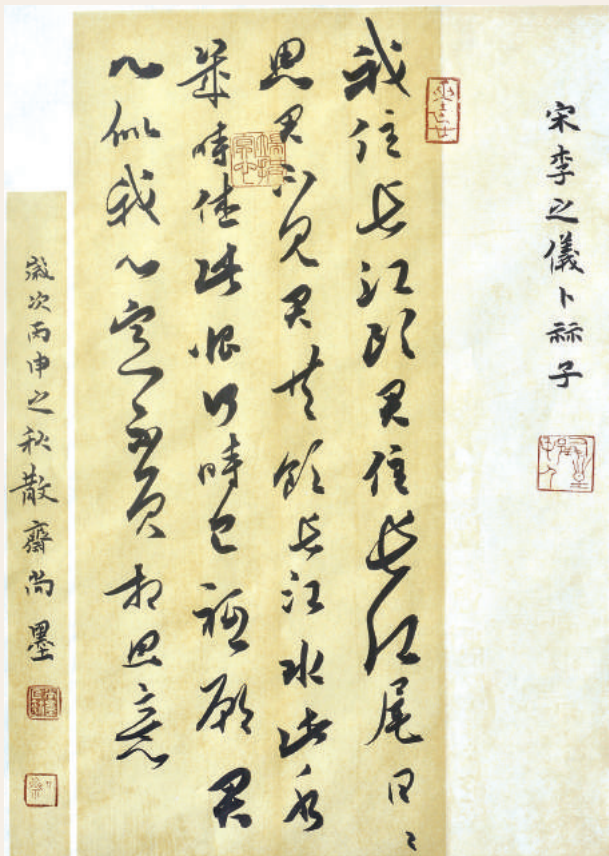 宋李之儀卜祘子
我住長江頭君住長江尾日〻
思君不見君共飲長江水此水
幾時休此恨何時已祗願君
心似我心定不負相思意
歲次丙申之秋散齋尚墨